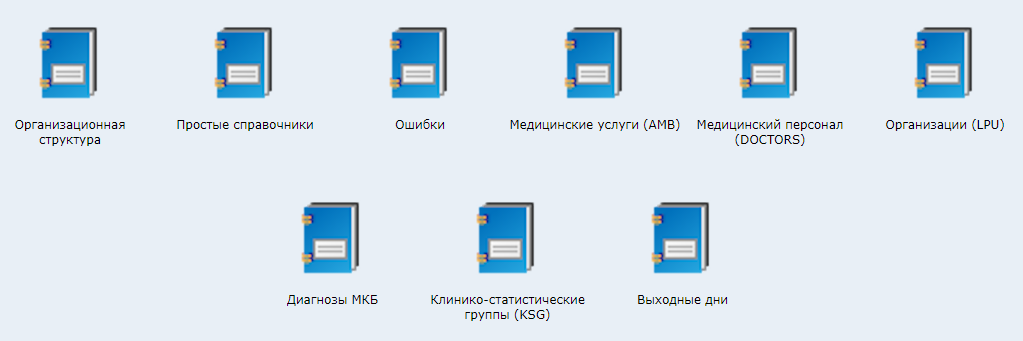 Организационная
структура
Простые справочники
Ошибки
Медицинские услуги (AMB)
Медицинский персонал
(DOCTORS)
Организации (LPU)
Диагнозы МКБ
Клинико-статистические
группы (KSG)
Выходные дни